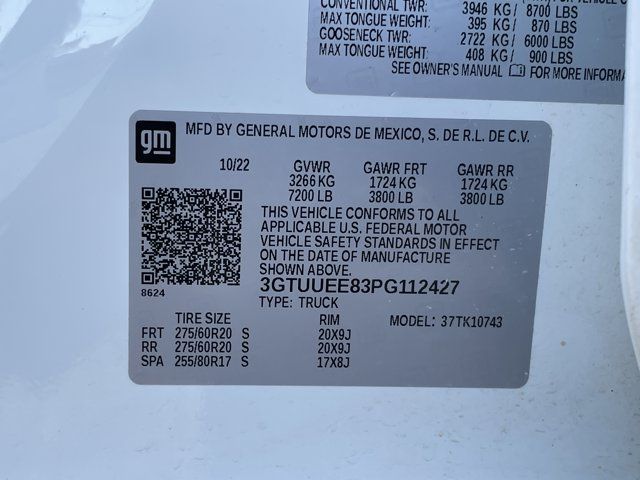 CONVENTIONAL TWR: 3946 KG/ 8700 LBS
MAX TONGUE WEIGHT: 395 KG/ 870 LBS
GOOSENECK TWR: 2722 KG/ 6000 LBS
MAX TONGUE WEIGHT: 408 KG/ 900 LBS
SEE OWNER'S MANUAL FOR MORE INFORMA
gm MFD BY GENERAL MOTORS DE MEXICO, S. DE R.L. DE C.V.
10/22 GVWR GAWR FRT GAWR RR
3266 KG 1724 KG 1724 KG
7200 LB 3800 LB 3800 LB
THIS VEHICLE CONFORMS TO ALL
APPLICABLE U.S. FEDERAL MOTOR
VEHICLE SAFETY STANDARDS IN EFFECT
ON THE DATE OF MANUFACTURE
SHOWN ABOVE.
8624
3GTUUEE83PG112427
TYPE: TRUCK
TIRE SIZE RIM MODEL: 37TK10743
FRT 275/60R20 S 20X9J
RR 275/60R20 S 20X9J
SPA 255/80R17 S 17X8J